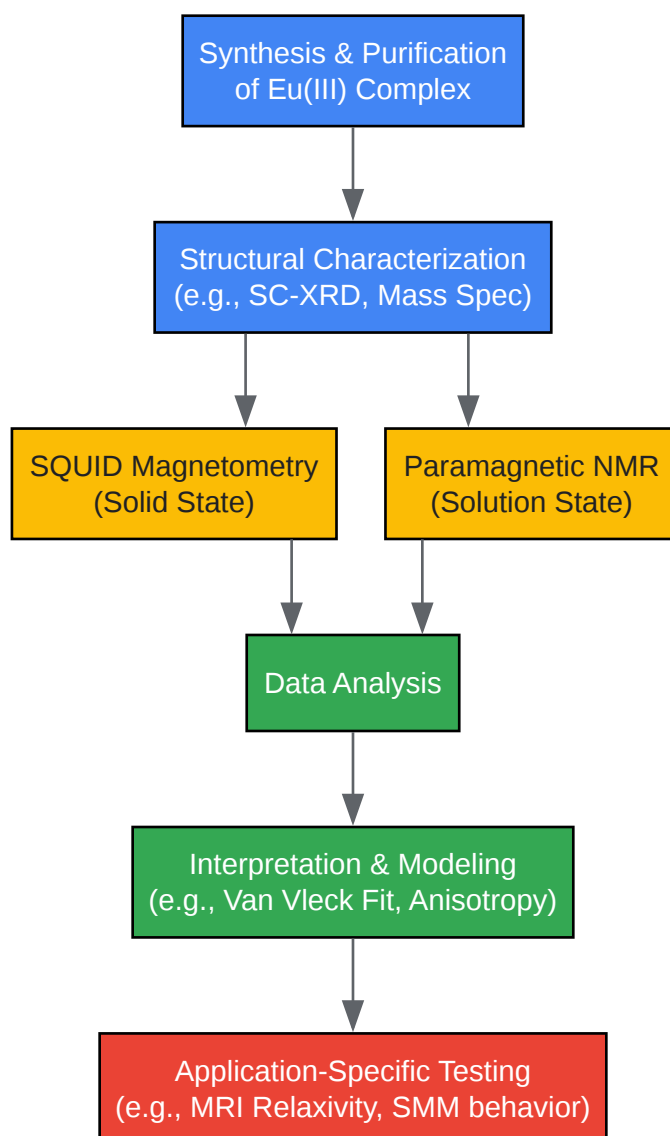 Synthesis & Purification
of Eu(III) Complex
Structural Characterization
(e.g., SC-XRD, Mass Spec)
SQUID Magnetometry
(Solid State)
Paramagnetic NMR
(Solution State)
Data Analysis
Interpretation & Modeling
(e.g., Van Vleck Fit, Anisotropy)
Application-Specific Testing
(e.g., MRI Relaxivity, SMM behavior)